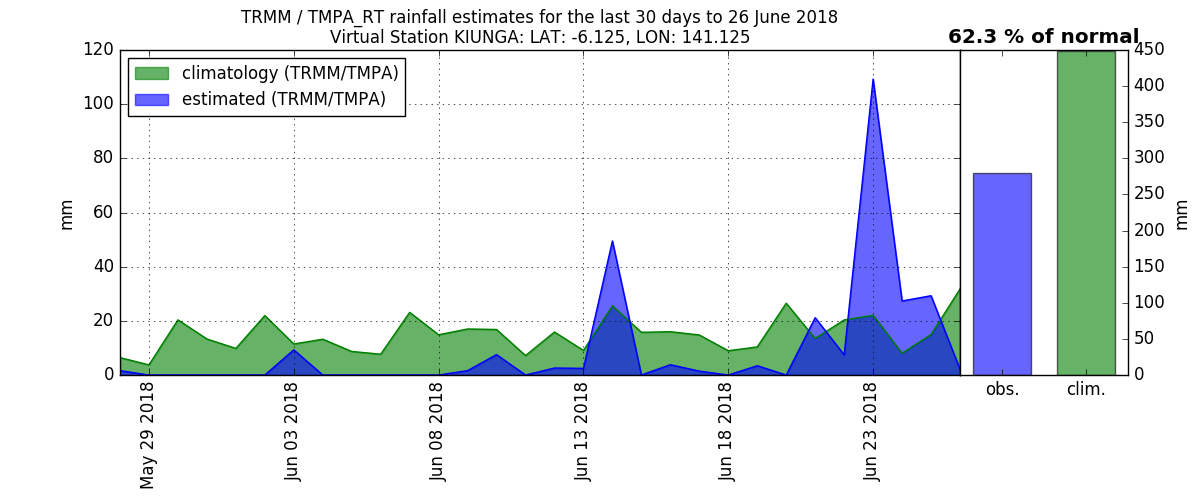 TRMM / TMPA_RT rainfall estimates for the last 30 days to 26 June 2018
Virtual Station KIUNGA: LAT: -6.125, LON: 141.125
62.3 % of normal
climatology (TRMM/TMPA)
estimated (TRMM/TMPA)
120
100
80
60
40
20
0
mm
May 29 2018
Jun 03 2018
Jun 08 2018
Jun 13 2018
Jun 18 2018
Jun 23 2018
obs.
clim.
450
400
350
300
250
200
150
100
50
0
mm